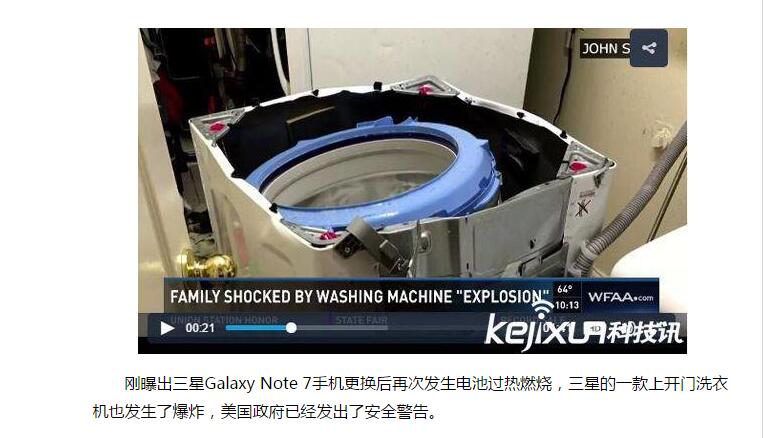 JOHN S
FAMILY SHOCKED BY WASHING MACHINE "EXPLOSION"
64°
10:13
WFAA.com
UNION STATION HONOR
STATE FAIR
00:21
HD
kejixun科技讯
刚曝出三星Galaxy Note 7手机更换后再次发生电池过热燃烧，三星的一款上开门洗衣
机也发生了爆炸，美国政府已经发出了安全警告。